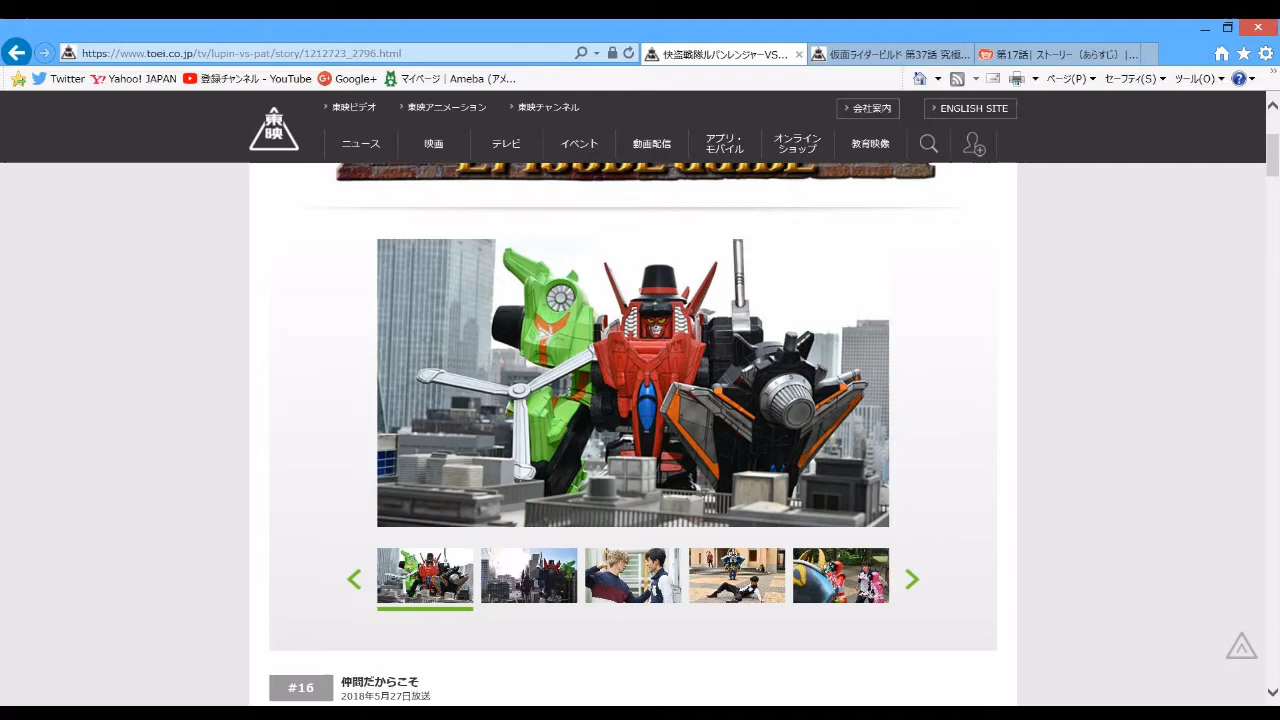 https://www.toei.co.jp/tv/lupin-vs-pat/story/1212723_2796.html
快盗戦隊ルパンレンジャーVS...
仮面ライダービルド 第37話 究極...
第17話| ストーリー（あらすじ）|...
Twitter
Yahoo! JAPAN
登録チャンネル - YouTube
Google+
マイページ｜Ameba (アメ...
ページ(P)
セーフティ(S)
ツール(O)
東映
東映ビデオ
東映アニメーション
東映チャンネル
会社案内
ENGLISH SITE
ニュース
映画
テレビ
イベント
動画配信
アプリ・
モバイル
オンライン
ショップ
教育映像
EPISODE GUIDE
#16
仲間だからこそ
2018年5月27日放送